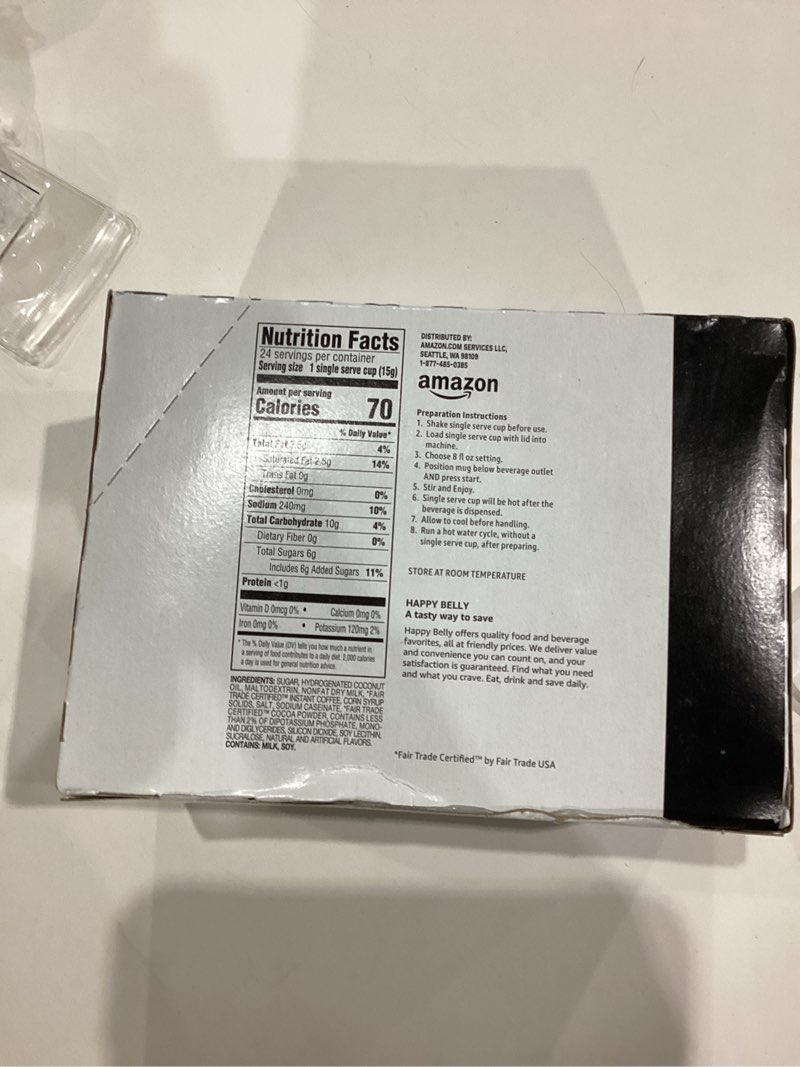 Nutrition Facts
24 servings per container
Serving size 1 single serve cup (15g)
Amount per serving
Calories 70
% Daily Value*
Total Fat 2.5g 4%
Saturated Fat 2.5g 14%
Trans Fat 0g
Cholesterol 0mg 0%
Sodium 240mg 10%
Total Carbohydrate 10g 4%
Dietary Fiber 0g 0%
Total Sugars 6g
Includes 6g Added Sugars 11%
Protein <1g
Vitamin D 0mcg 0% • Calcium 0mg 0%
Iron 0mg 0% • Potassium 120mg 2%
* The % Daily Value (DV) tells you how much a nutrient in
a serving of food contributes to a daily diet. 2,000 calories
a day is used for general nutrition advice.
INGREDIENTS: SUGAR, HYDROGENATED COCONUT
OIL, MALTODEXTRIN, NONFAT DRY MILK, *FAIR
TRADE CERTIFIED™ INSTANT COFFEE, CORN SYRUP
SOLIDS, SALT, SODIUM CASEINATE, *FAIR TRADE
CERTIFIED™ COCOA POWDER, CONTAINS LESS
THAN 2% OF DIPOTASSIUM PHOSPHATE, MONO-
AND DIGLYCERIDES, SILICON DIOXIDE, SOY LECITHIN,
SUCRALOSE, NATURAL AND ARTIFICIAL FLAVORS.
CONTAINS: MILK, SOY.
DISTRIBUTED BY:
AMAZON.COM SERVICES LLC,
SEATTLE, WA 98109
1-877-485-0385
amazon
Preparation Instructions
1. Shake single serve cup before use.
2. Load single serve cup with lid into
machine.
3. Choose 8 fl oz setting.
4. Position mug below beverage outlet
AND press start.
5. Stir and Enjoy.
6. Single serve cup will be hot after the
beverage is dispensed.
7. Allow to cool before handling.
8. Run a hot water cycle, without a
single serve cup, after preparing.
STORE AT ROOM TEMPERATURE
HAPPY BELLY
A tasty way to save
Happy Belly offers quality food and beverage
favorites, all at friendly prices. We deliver value
and convenience you can count on, and your
satisfaction is guaranteed. Find what you need
and what you crave. Eat, drink and save daily.
*Fair Trade Certified™ by Fair Trade USA